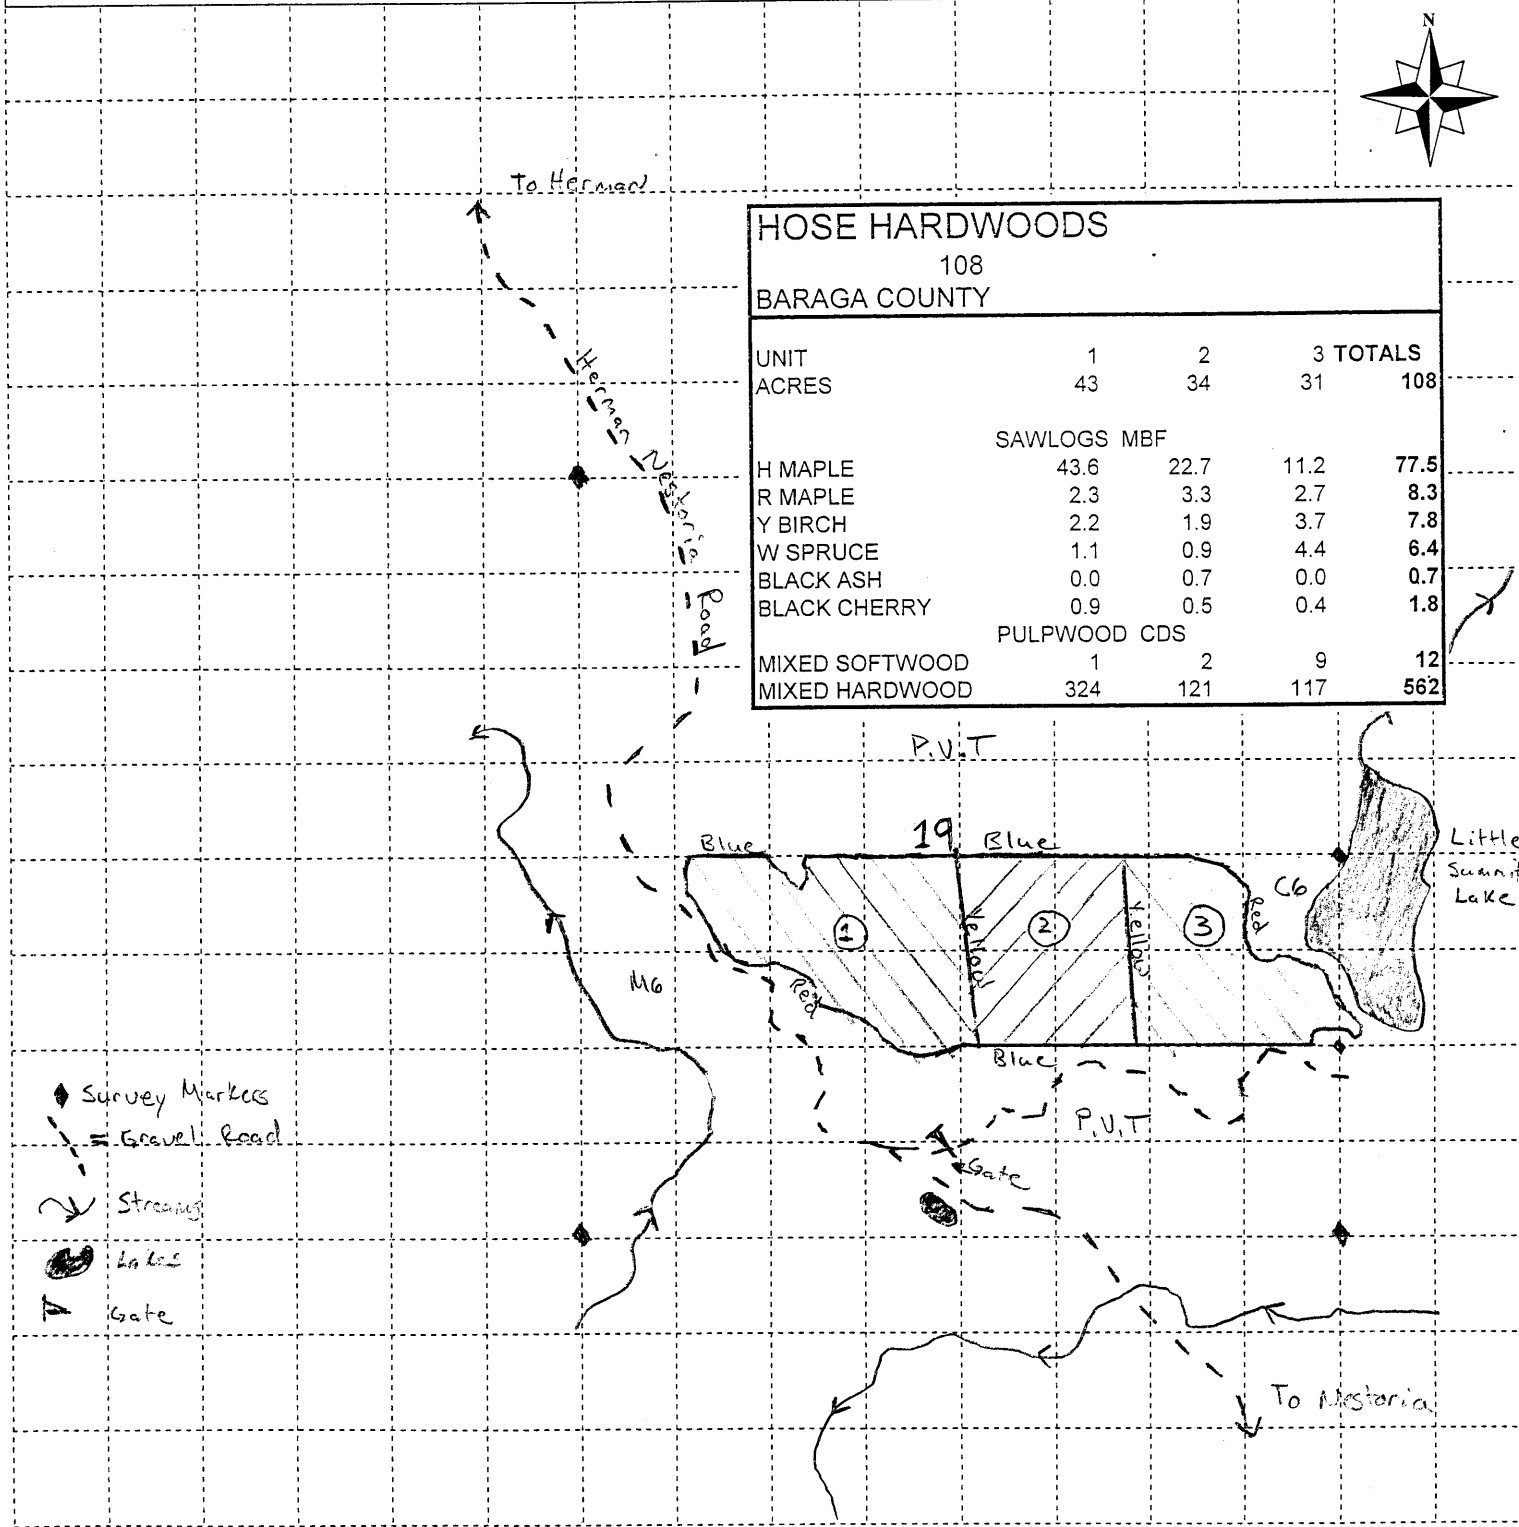 N
To Herman
HOSE HARDWOODS
108
BARAGA COUNTY
UNIT 1 2 3 TOTALS
ACRES 43 34 31 108
SAWLOGS MBF
H MAPLE 43.6 22.7 11.2 77.5
R MAPLE 2.3 3.3 2.7 8.3
Y BIRCH 2.2 1.9 3.7 7.8
W SPRUCE 1.1 0.9 4.4 6.4
BLACK ASH 0.0 0.7 0.0 0.7
BLACK CHERRY 0.9 0.5 0.4 1.8
PULPWOOD CDS
MIXED SOFTWOOD 1 2 9 12
MIXED HARDWOOD 324 121 117 562
Herman Nestoria Road
P.V.T
19
Blue
Blue
Little
Summit
Lake
C6
Red
1
2
3
Yellow
Yellow
M6
Red
Blue
P.V.T
Gate
Survey Markers
= Gravel Road
Streams
Lakes
Gate
To Nestoria